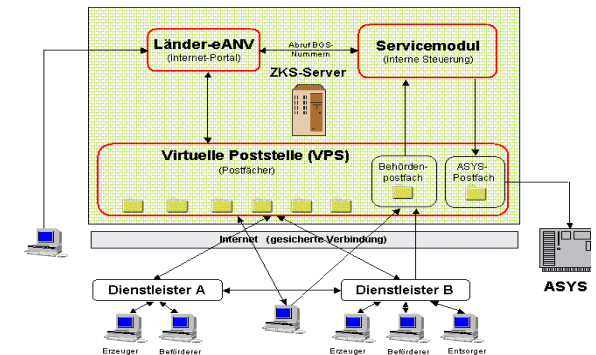 Länder-eANV
(Internet-Portal)
Abruf BGS-
Nummern
Servicemodul
(interne Steuerung)
ZKS-Server
Virtuelle Poststelle (VPS)
(Postfächer)
Behörden-
postfach
ASYS-
Postfach
Internet (gesicherte Verbindung)
ASYS
Dienstleister A
Dienstleister B
Erzeuger
Beförderer
Erzeuger
Beförderer
Entsorger